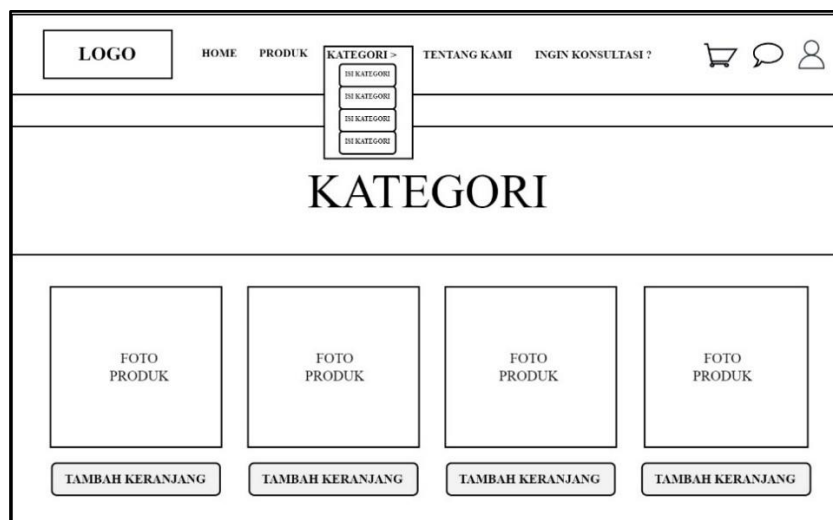 LOGO
HOME
PRODUK
KATEGORI >
TENTANG KAMI
INGIN KONSULTASI ?
ISI KATEGORI
ISI KATEGORI
ISI KATEGORI
ISI KATEGORI
KATEGORI
FOTO
PRODUK
FOTO
PRODUK
FOTO
PRODUK
FOTO
PRODUK
TAMBAH KERANJANG
TAMBAH KERANJANG
TAMBAH KERANJANG
TAMBAH KERANJANG